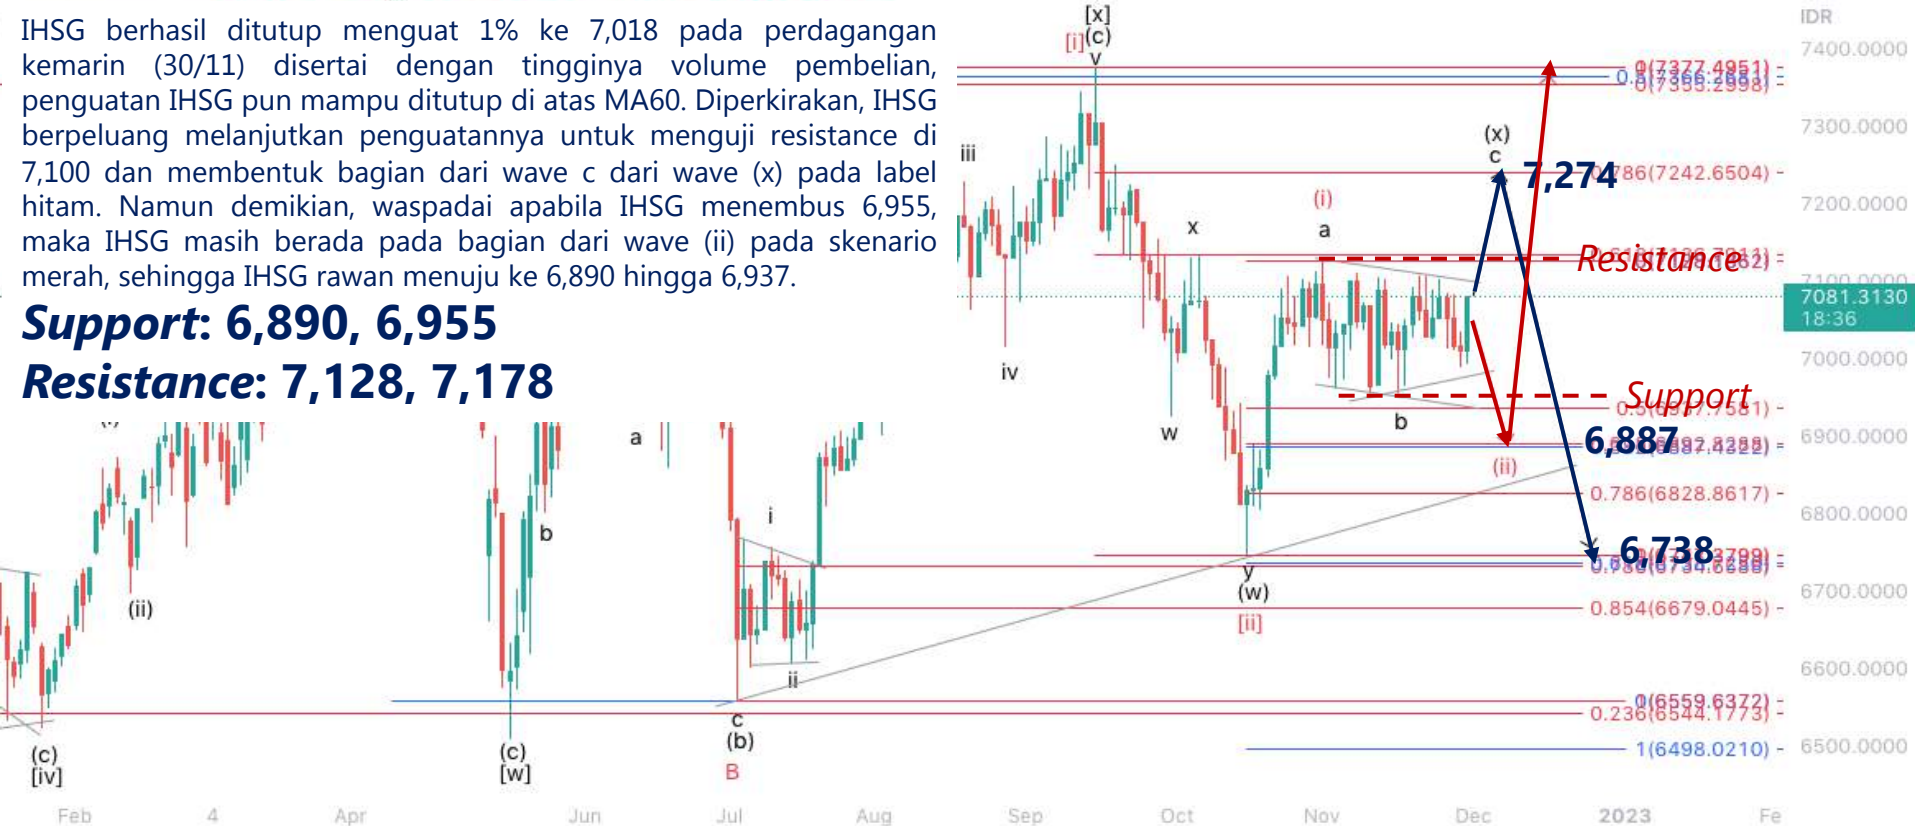 IHSG berhasil ditutup menguat 1% ke 7,018 pada perdagangan
kemarin (30/11) disertai dengan tingginya volume pembelian,
penguatan IHSG pun mampu ditutup di atas MA60. Diperkirakan, IHSG
berpeluang melanjutkan penguatannya untuk menguji resistance di
7,100 dan membentuk bagian dari wave c dari wave (x) pada label
hitam. Namun demikian, waspadai apabila IHSG menembus 6,955,
maka IHSG masih berada pada bagian dari wave (ii) pada skenario
merah, sehingga IHSG rawan menuju ke 6,890 hingga 6,937.
Support: 6,890, 6,955
Resistance: 7,128, 7,178
[x]
[i](c)
v
iii
iv
x
w
(i)
a
(x)
c
7,274
Resistance
Support
b
6,887
(ii)
6,738
y
(w)
[ii]
a
b
i
ii
(ii)
(c)
[iv]
(c)
[w]
c
(b)
B
IDR
7400.0000
7300.0000
7200.0000
7100.0000
7081.3130
18:36
7000.0000
6900.0000
6800.0000
6700.0000
6600.0000
6500.0000
(7377.4951)
786(7242.6504)
0.786(6828.8617)
0.854(6679.0445)
(6559.6372)
0.236(6544.1773)
1(6498.0210)
Feb
4
Apr
Jun
Jul
Aug
Sep
Oct
Nov
Dec
2023
Fe